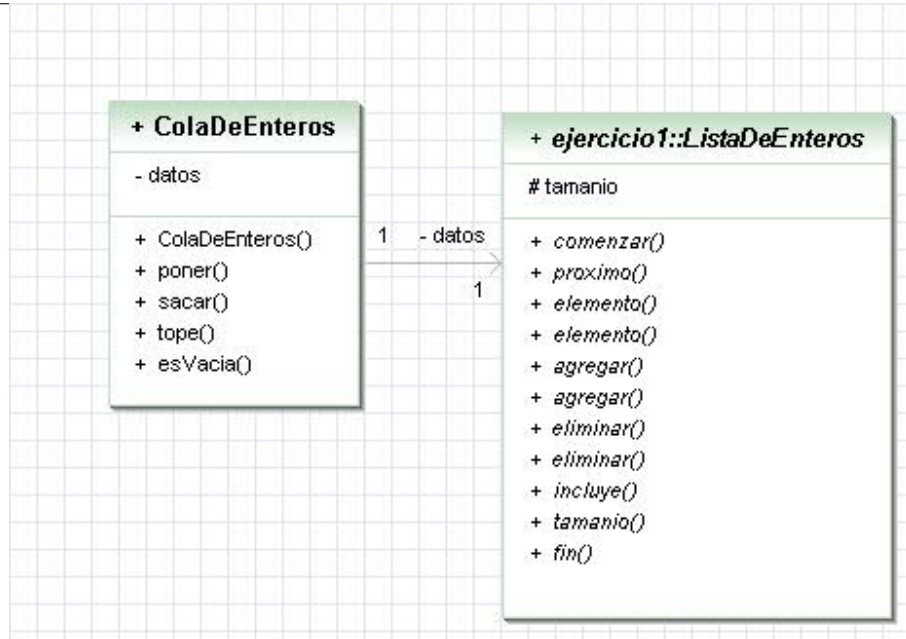 + ColaDeEnteros
- datos
+ ColaDeEnteros()
+ poner()
+ sacar()
+ tope()
+ esVacia()
1 - datos
1
+ ejercicio1::ListaDeEnteros
# tamanio
+ comenzar()
+ proximo()
+ elemento()
+ elemento()
+ agregar()
+ agregar()
+ eliminar()
+ eliminar()
+ incluye()
+ tamanio()
+ fin()